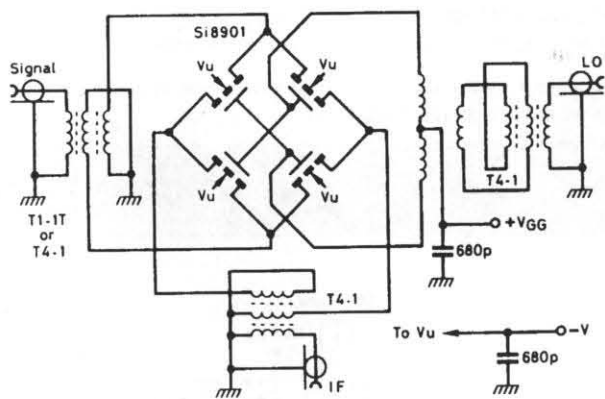 Si8901
Signal
Vu
Vu
LO
T4-1
Vu
Vu
T1-1T
or
T4-1
+VGG
680p
T4-1
To Vu
-V
680p
IF